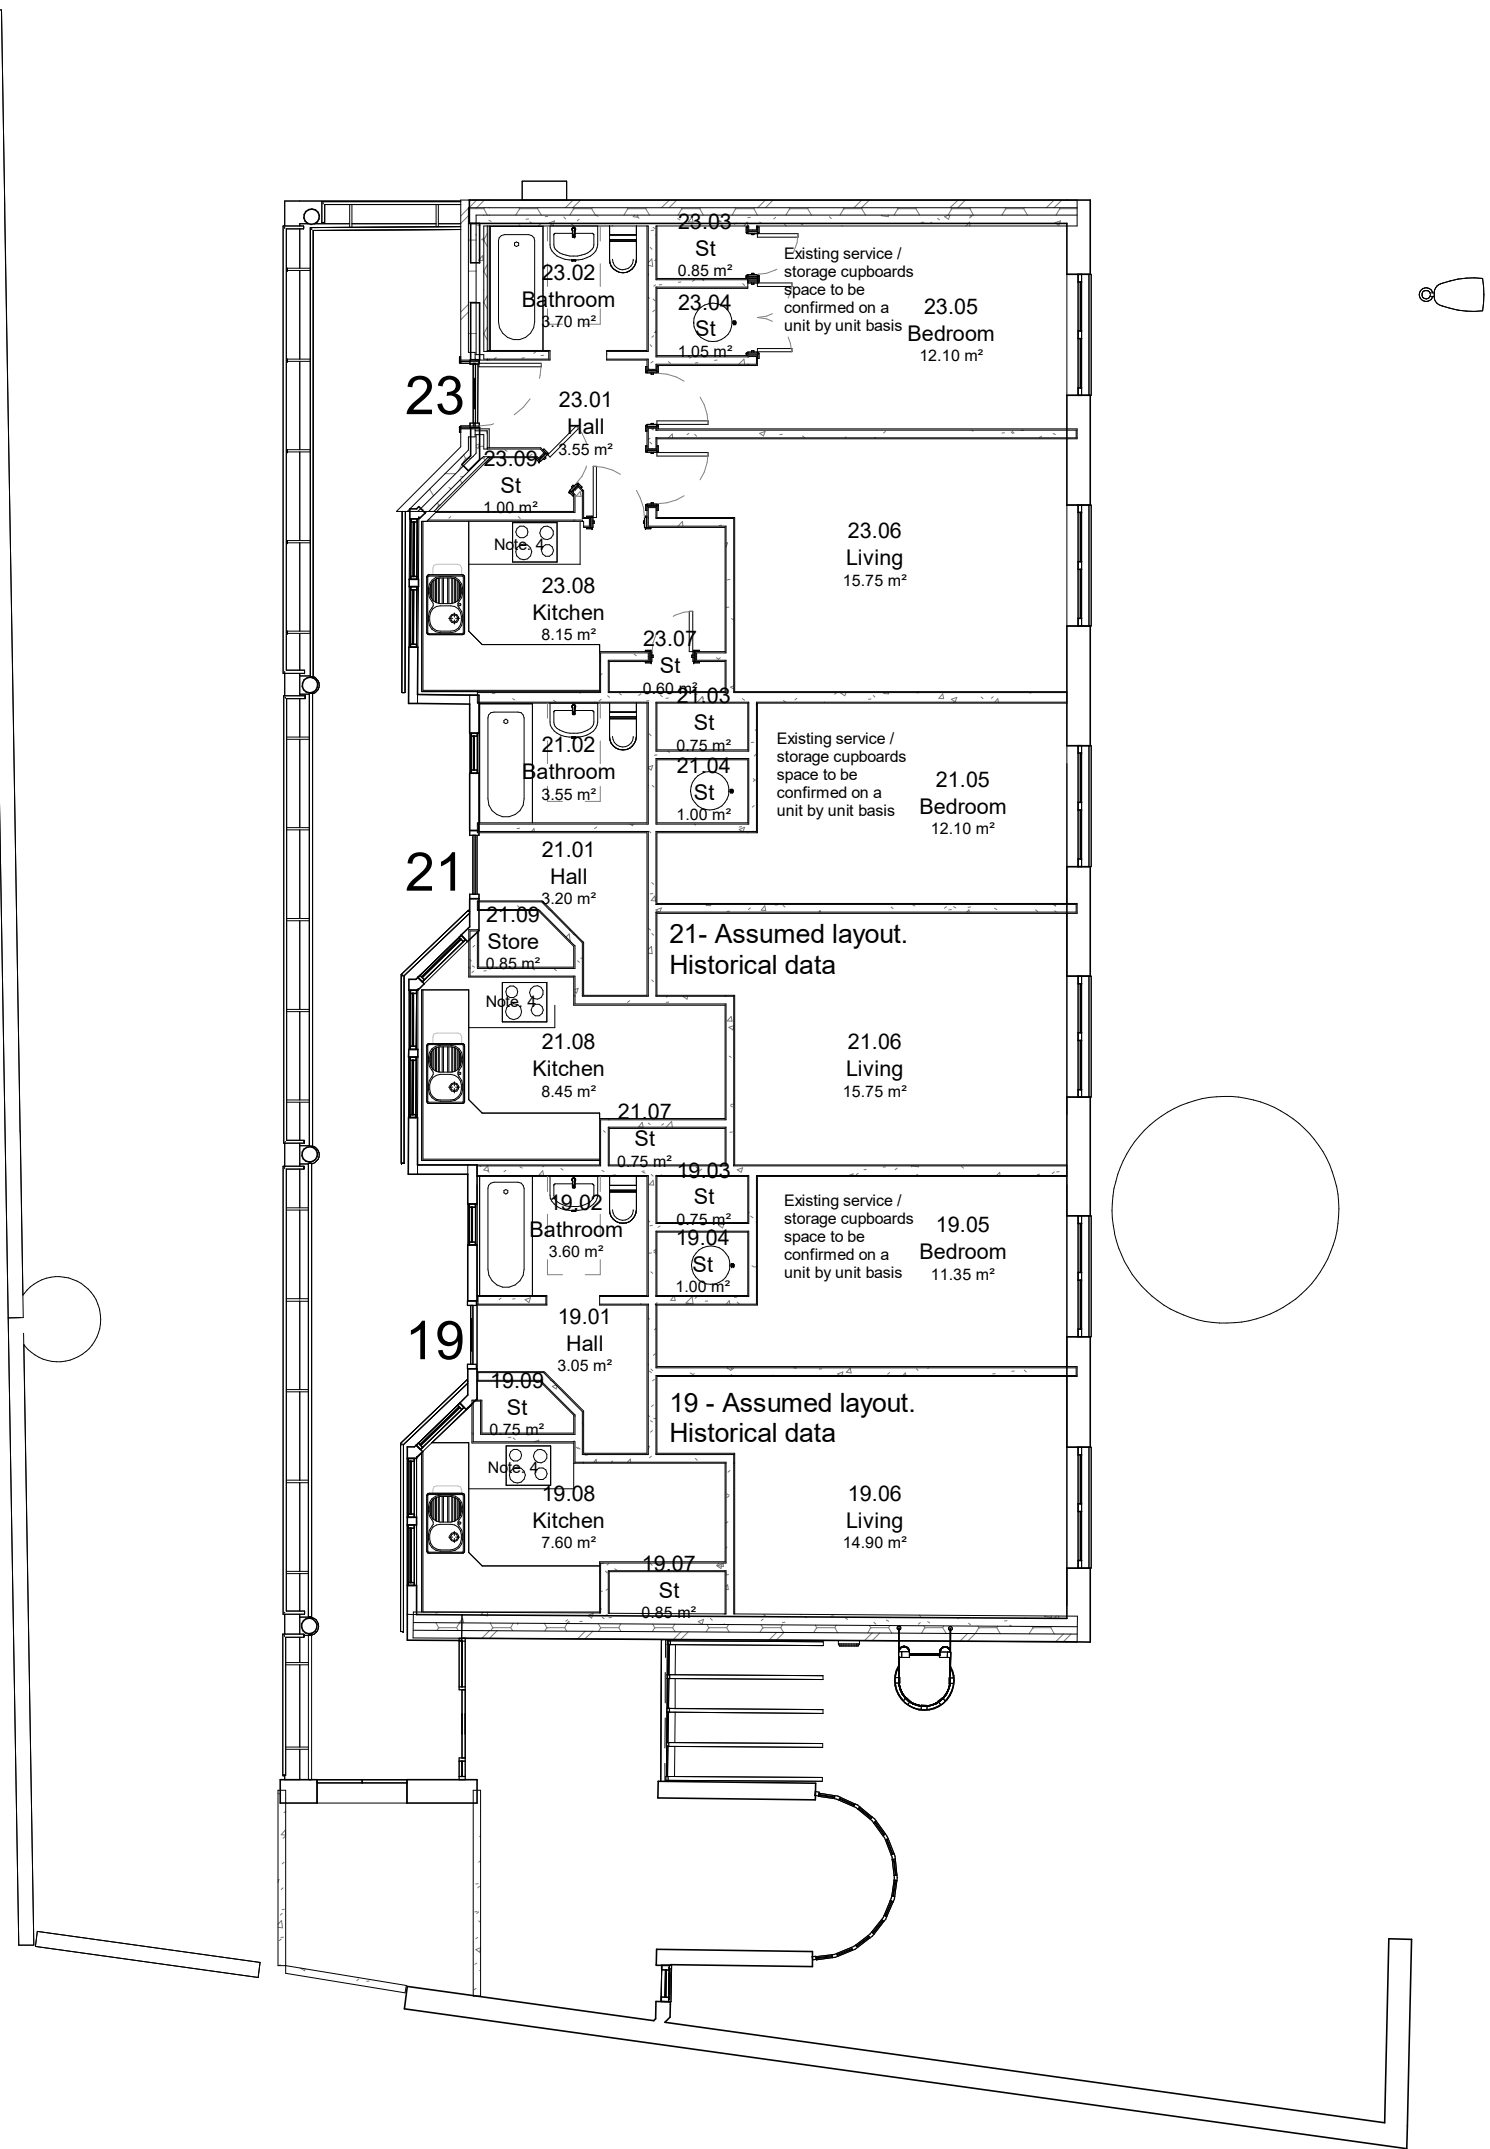 23.03
St
0.85 m²
Existing service /
storage cupboards
space to be
confirmed on a
unit by unit basis
23.02
Bathroom
3.70 m²
23.04
St
1.05 m²
23.05
Bedroom
12.10 m²
23
23.01
Hall
3.55 m²
23.09
St
1.00 m²
Note. 4
23.06
Living
15.75 m²
23.08
Kitchen
8.15 m²
23.07
St
0.60 m²
21.03
St
0.75 m²
Existing service /
storage cupboards
space to be
confirmed on a
unit by unit basis
21.02
Bathroom
3.55 m²
21.04
St
1.00 m²
21.05
Bedroom
12.10 m²
21
21.01
Hall
3.20 m²
21.09
Store
0.85 m²
21- Assumed layout.
Historical data
Note. 4
21.08
Kitchen
8.45 m²
21.06
Living
15.75 m²
21.07
St
0.75 m²
19.03
St
0.75 m²
Existing service /
storage cupboards
space to be
confirmed on a
unit by unit basis
19.02
Bathroom
3.60 m²
19.04
St
1.00 m²
19.05
Bedroom
11.35 m²
19
19.01
Hall
3.05 m²
19.09
St
0.75 m²
19 - Assumed layout.
Historical data
Note. 4
19.08
Kitchen
7.60 m²
19.06
Living
14.90 m²
19.07
St
0.85 m²